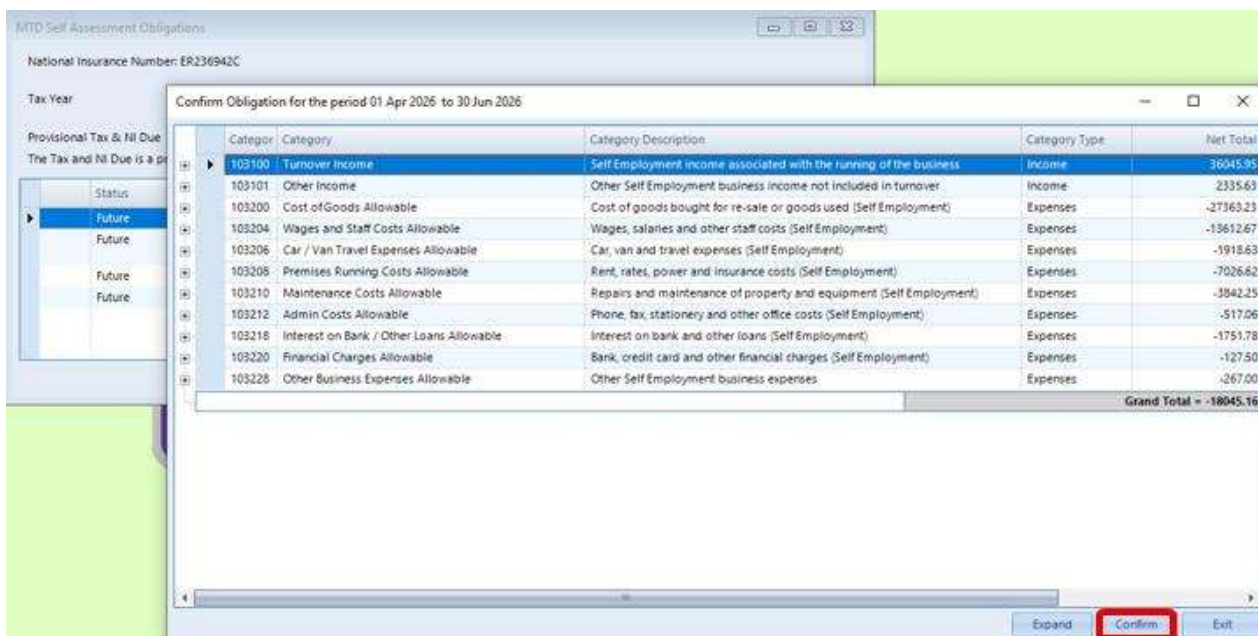 MTD Self Assessment Obligations
National Insurance Number: ER236942C
Tax Year
Provisional Tax & NI Due
The Tax and NI Due is a
Status
Future
Future
Future
Future
Confirm Obligation for the period 01 Apr 2026 to 30 Jun 2026
Categor Category Category Description Category Type Net Total
103100 Turnover Income Self Employment income associated with the running of the business Income 36045.95
103101 Other Income Other Self Employment business income not included in turnover Income 2335.63
103200 Cost of Goods Allowable Cost of goods bought for re-sale or goods used (Self Employment) Expenses -27363.23
103204 Wages and Staff Costs Allowable Wages, salaries and other staff costs (Self Employment) Expenses -13612.67
103206 Car / Van Travel Expenses Allowable Car, van and travel expenses (Self Employment) Expenses -1918.63
103208 Premises Running Costs Allowable Rent, rates, power and insurance costs (Self Employment) Expenses -7026.62
103210 Maintenance Costs Allowable Repairs and maintenance of property and equipment (Self Employment) Expenses -3842.25
103212 Admin Costs Allowable Phone, fax, stationery and other office costs (Self Employment) Expenses -517.06
103218 Interest on Bank / Other Loans Allowable Interest on bank and other loans (Self Employment) Expenses -1751.78
103220 Financial Charges Allowable Bank, credit card and other financial charges (Self Employment) Expenses -127.50
103228 Other Business Expenses Allowable Other Self Employment business expenses Expenses -267.00
Grand Total = -18045.16
Expand Confirm Exit